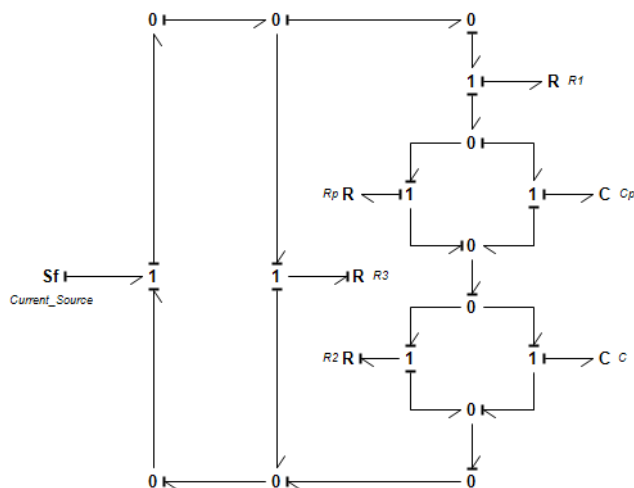 0 0 0
1 R R1
0
Rp R 1 1 C Cp
0
Sf 1 1 R R3
Current_Source
0
R2 R 1 1 C C
0
0 0 0